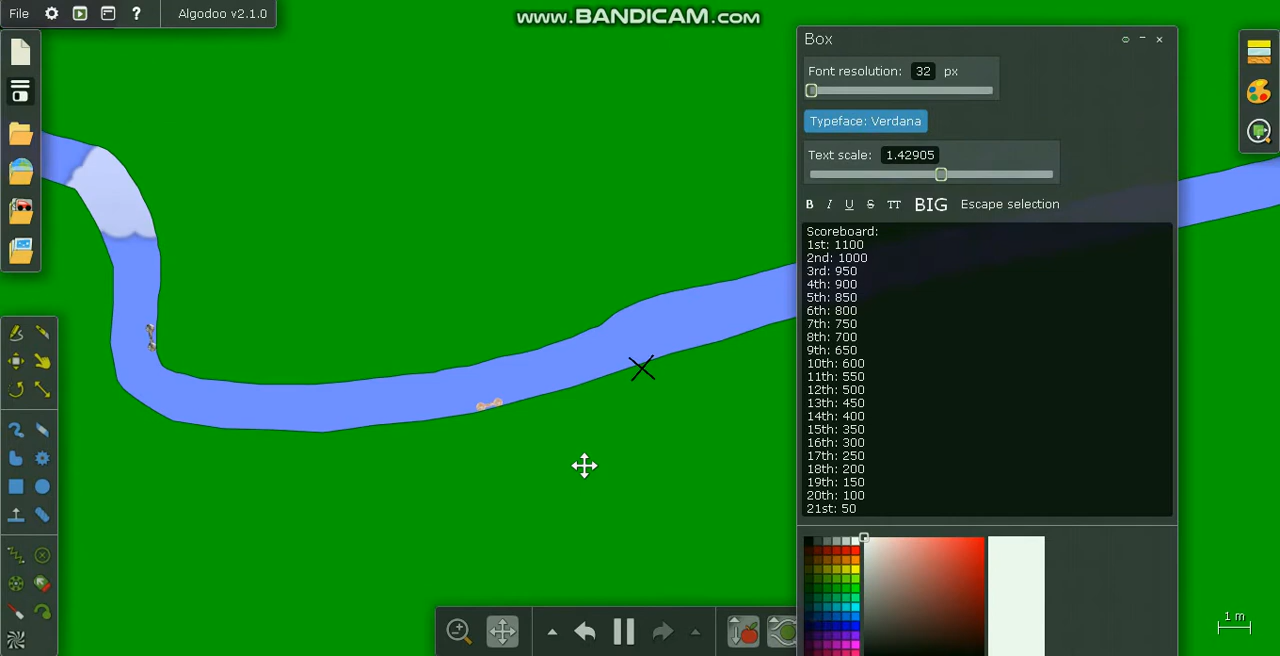 File
?
Algodoo v2.1.0
www.BANDICAM.com
Box
Font resolution: 32 px
Typeface: Verdana
Text scale: 1.42905
B I U S TT BIG Escape selection
Scoreboard:
1st: 1100
2nd: 1000
3rd: 950
4th: 900
5th: 850
6th: 800
7th: 750
8th: 700
9th: 650
10th: 600
11th: 550
12th: 500
13th: 450
14th: 400
15th: 350
16th: 300
17th: 250
18th: 200
19th: 150
20th: 100
21st: 50
1 m